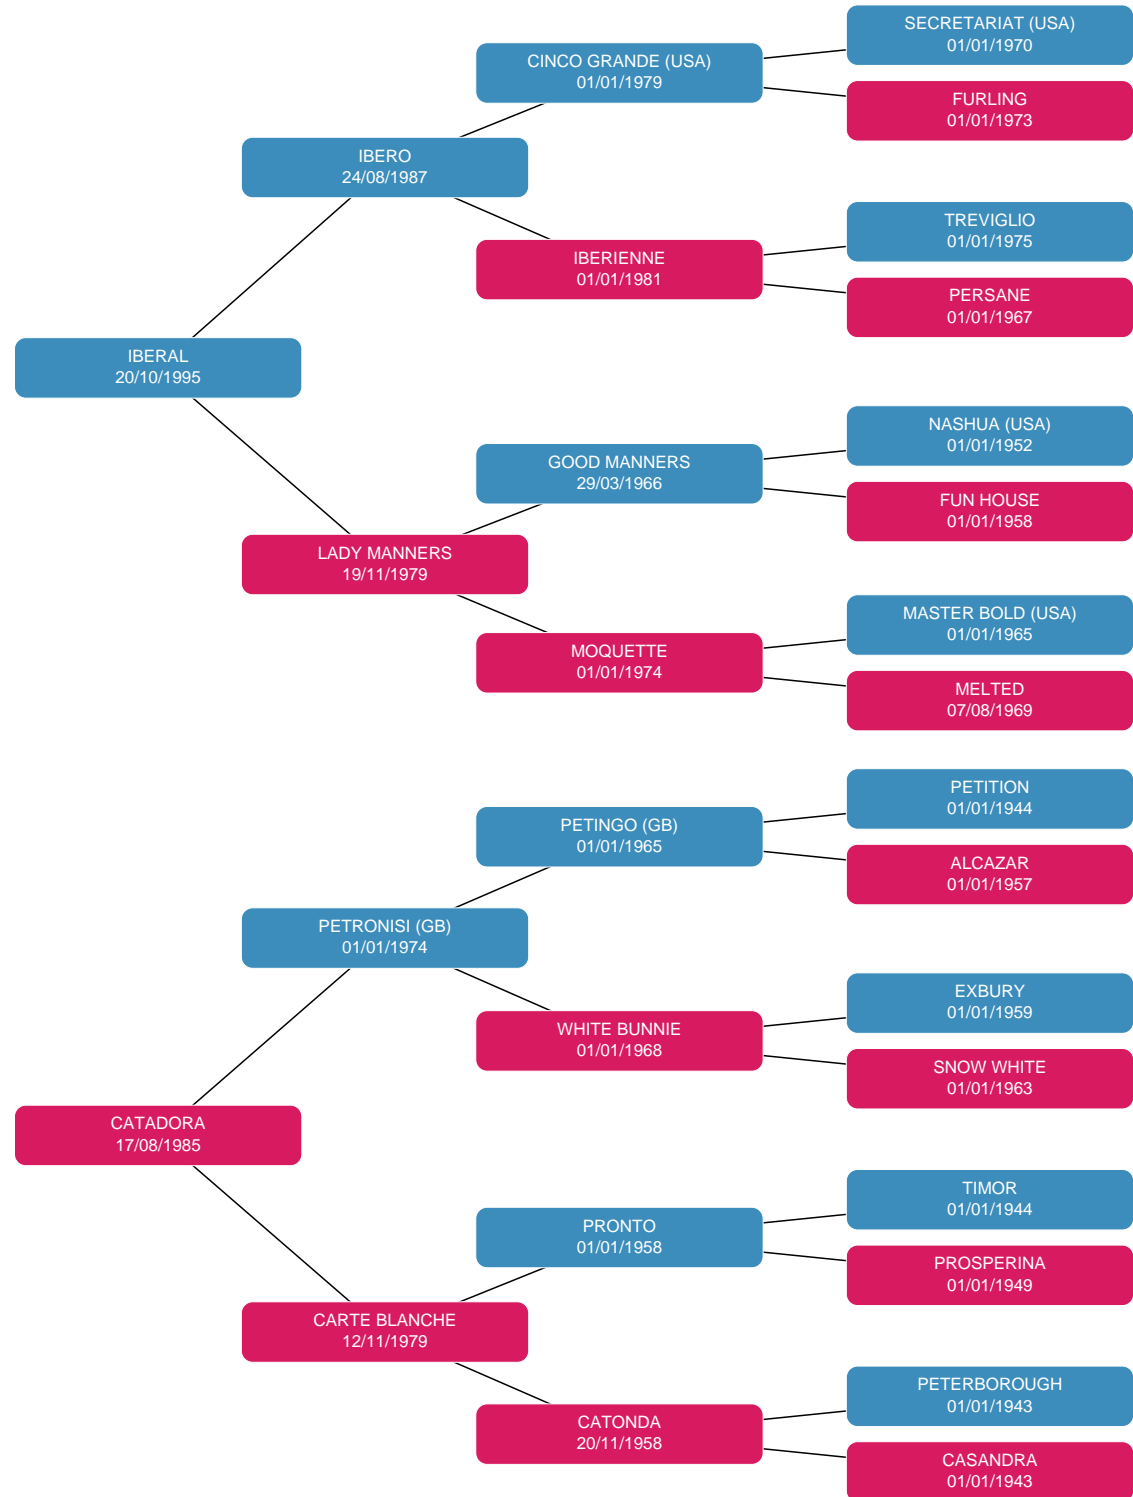 SECRETARIAT (USA)
01/01/1970
CINCO GRANDE (USA)
01/01/1979
FURLING
01/01/1973
IBERO
24/08/1987
TREVIGLIO
01/01/1975
IBERIENNE
01/01/1981
PERSANE
01/01/1967
IBERAL
20/10/1995
NASHUA (USA)
01/01/1952
GOOD MANNERS
29/03/1966
FUN HOUSE
01/01/1958
LADY MANNERS
19/11/1979
MASTER BOLD (USA)
01/01/1965
MOQUETTE
01/01/1974
MELTED
07/08/1969
PETITION
01/01/1944
PETINGO (GB)
01/01/1965
ALCAZAR
01/01/1957
PETRONISI (GB)
01/01/1974
EXBURY
01/01/1959
WHITE BUNNIE
01/01/1968
SNOW WHITE
01/01/1963
CATADORA
17/08/1985
TIMOR
01/01/1944
PRONTO
01/01/1958
PROSPERINA
01/01/1949
CARTE BLANCHE
12/11/1979
PETERBOROUGH
01/01/1943
CATONDA
20/11/1958
CASANDRA
01/01/1943